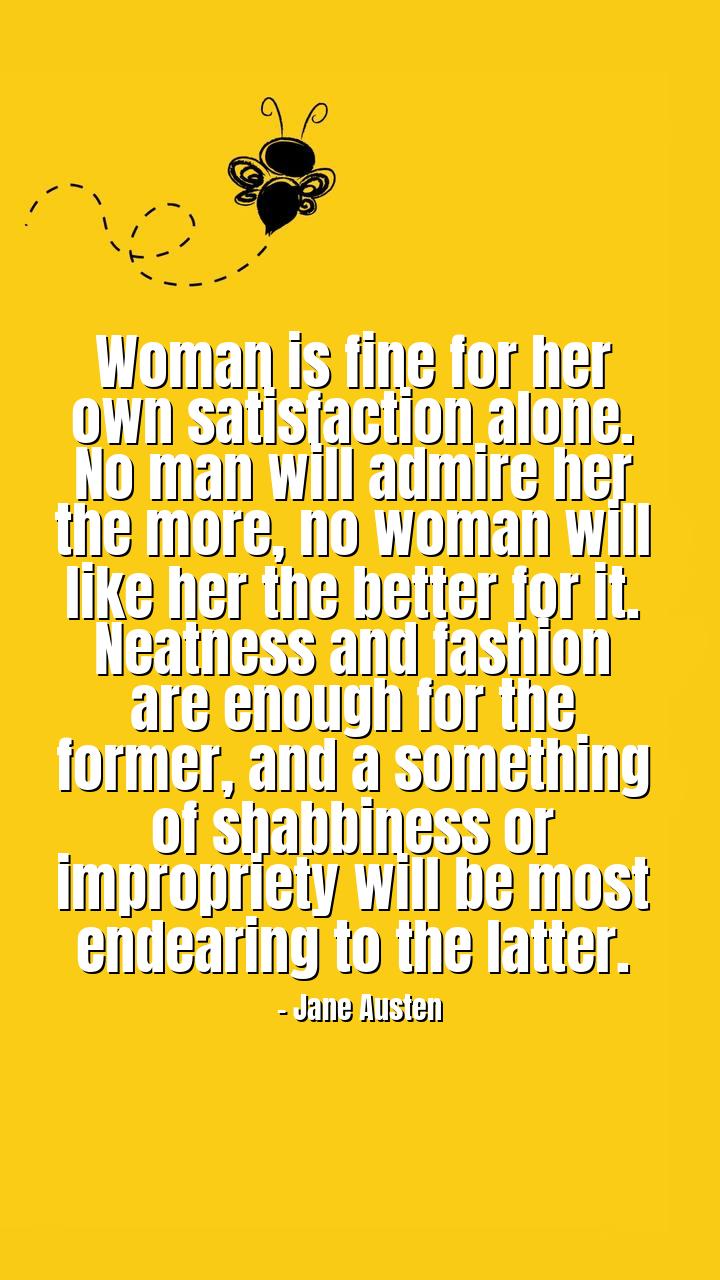 Woman is fine for her
own satisfaction alone.
No man will admire her
the more, no woman will
like her the better for it.
Neatness and fashion
are enough for the
former, and a something
of shabbiness or
impropriety will be most
endearing to the latter.
- Jane Austen